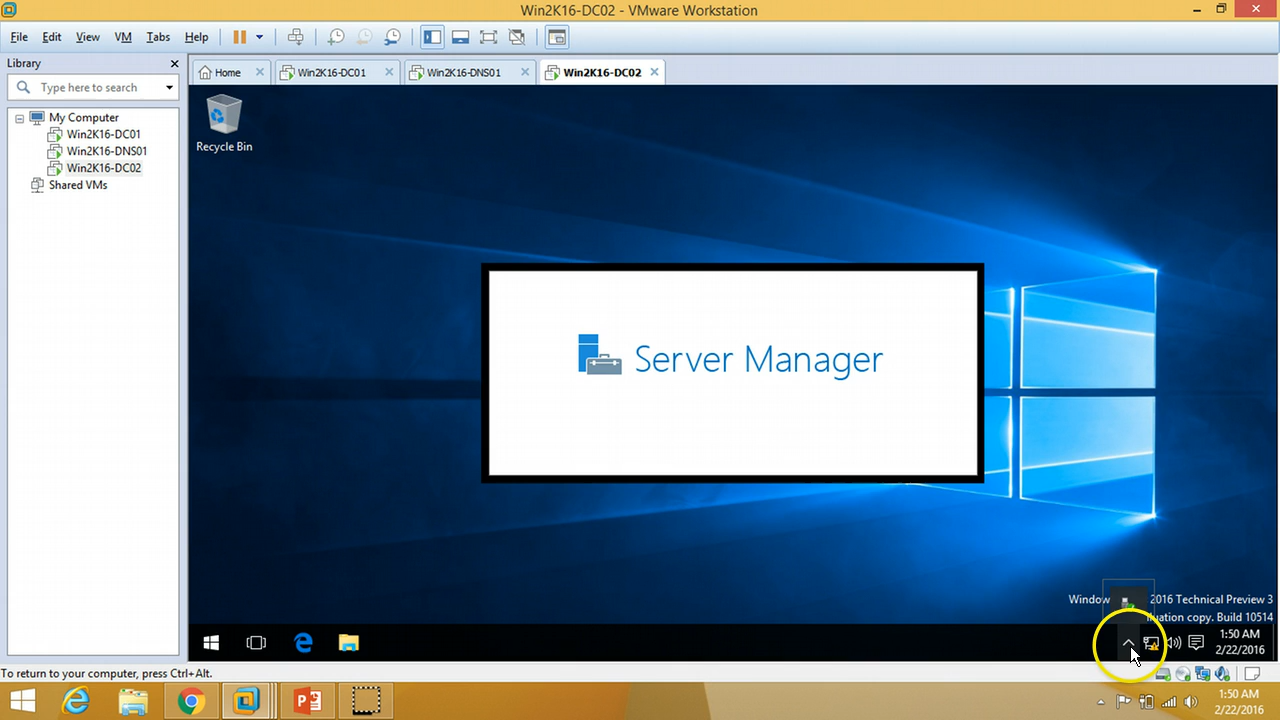 Win2K16-DC02 - VMware Workstation
File Edit View VM Tabs Help
Library
Type here to search
My Computer
Win2K16-DC01
Win2K16-DNS01
Win2K16-DC02
Shared VMs
Home
Win2K16-DC01
Win2K16-DNS01
Win2K16-DC02
Recycle Bin
Server Manager
Window 2016 Technical Preview 3
luation copy. Build 10514
1:50 AM
2/22/2016
To return to your computer, press Ctrl+Alt.
1:50 AM
2/22/2016